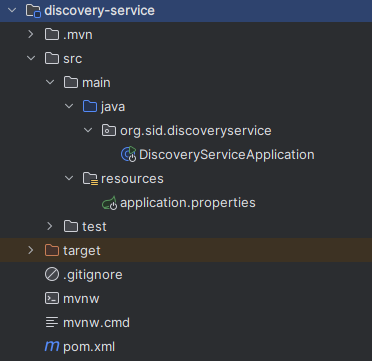 discovery-service
.mvn
src
main
java
org.sid.discoveryservice
DiscoveryServiceApplication
resources
application.properties
test
target
.gitignore
mvnw
mvnw.cmd
pom.xml